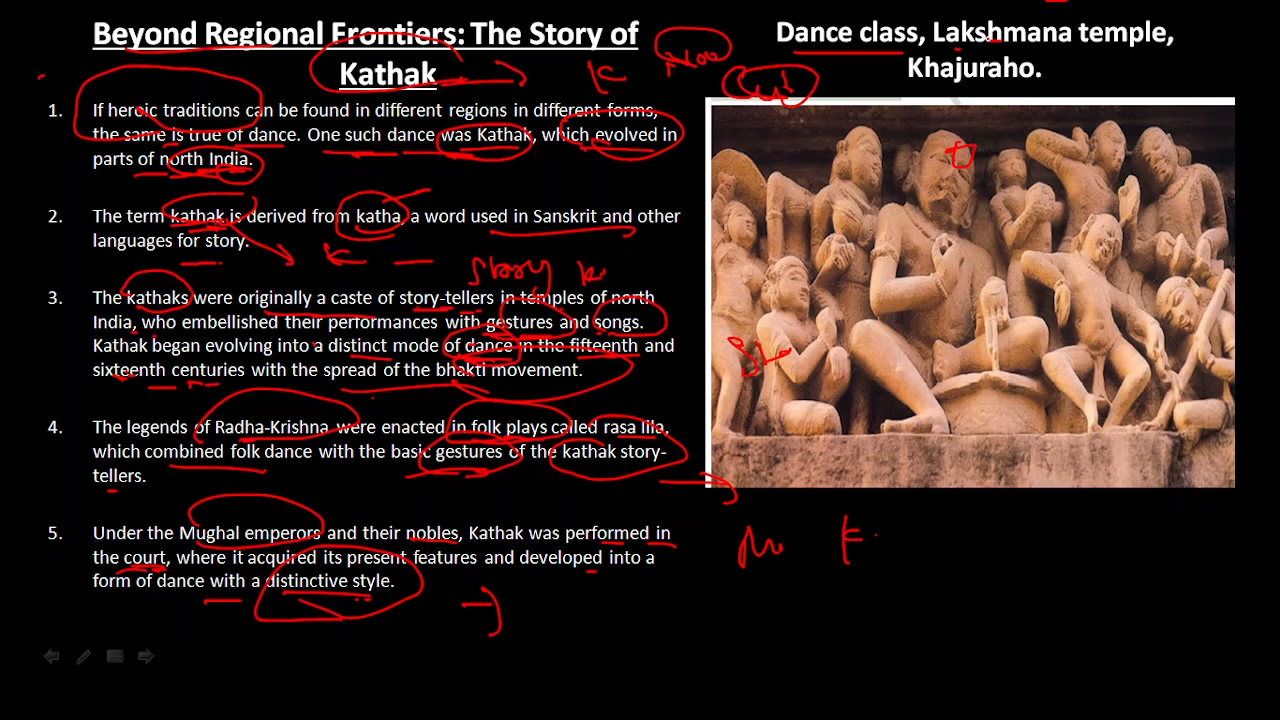 Beyond Regional Frontiers: The Story of
Kathak
1. If heroic traditions can be found in different regions in different forms,
the same is true of dance. One such dance was Kathak, which evolved in
parts of north India.
2. The term kathak is derived from katha, a word used in Sanskrit and other
languages for story.
story
3. The kathaks were originally a caste of story-tellers in temples of north
India, who embellished their performances with gestures and songs.
Kathak began evolving into a distinct mode of dance in the fifteenth and
sixteenth centuries with the spread of the bhakti movement.
4. The legends of Radha-Krishna were enacted in folk plays called rasa lila,
which combined folk dance with the basic gestures of the kathak story-
tellers.
5. Under the Mughal emperors and their nobles, Kathak was performed in
the court, where it acquired its present features and developed into a
form of dance with a distinctive style.
Dance class, Lakshmana temple,
Khajuraho.